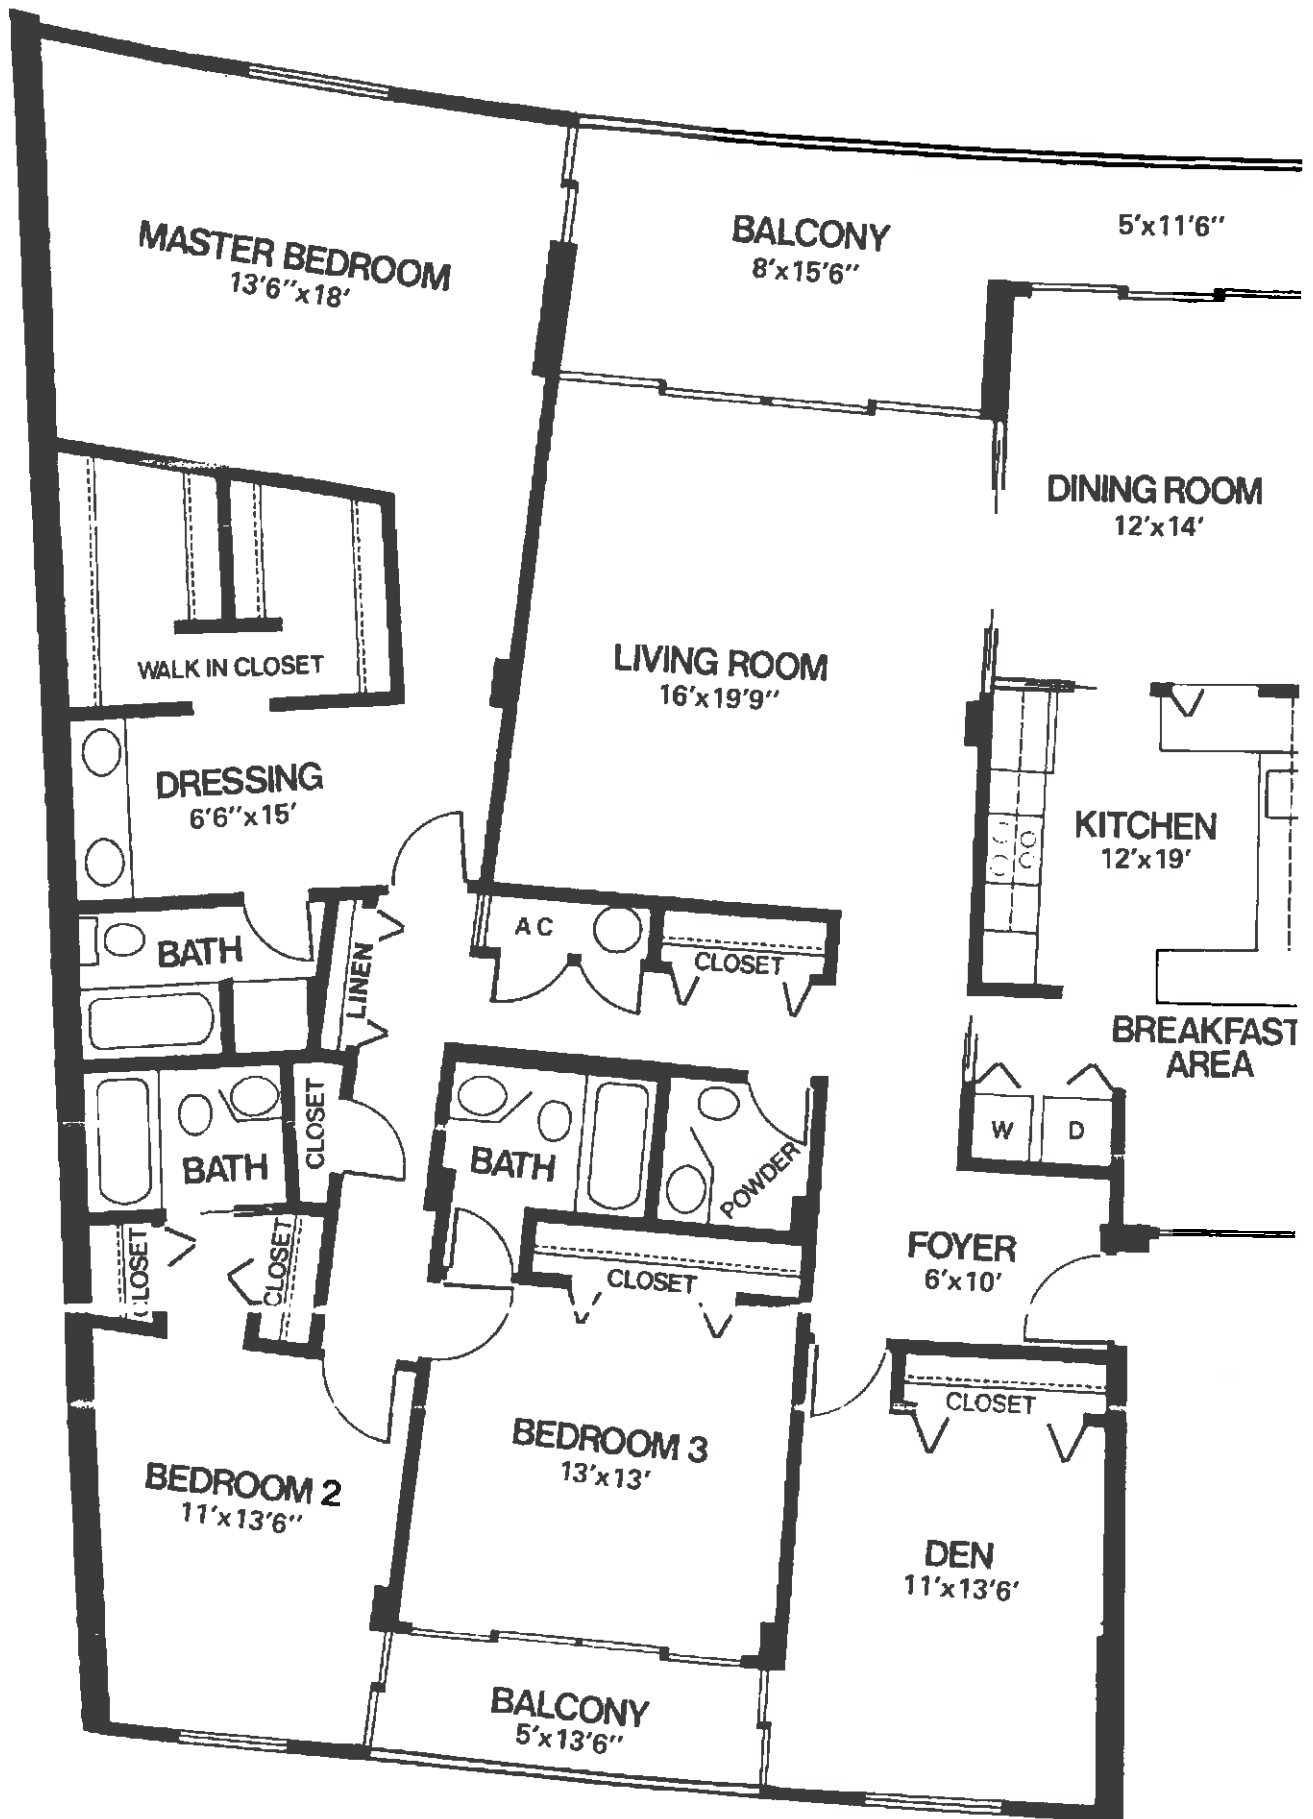 MASTER BEDROOM
13'6"x18'
BALCONY
8'x15'6"
5'x11'6"
DINING ROOM
12'x14'
LIVING ROOM
16'x19'9"
WALK IN CLOSET
DRESSING
6'6"x15'
KITCHEN
12'x19'
BATH
LINEN
A C
CLOSET
BREAKFAST
AREA
W
D
BATH
CLOSET
BATH
POWDER
CLOSET
CLOSET
CLOSET
FOYER
6'x10'
CLOSET
BEDROOM 3
13'x13'
BEDROOM 2
11'x13'6"
DEN
11'x13'6'
BALCONY
5'x13'6"